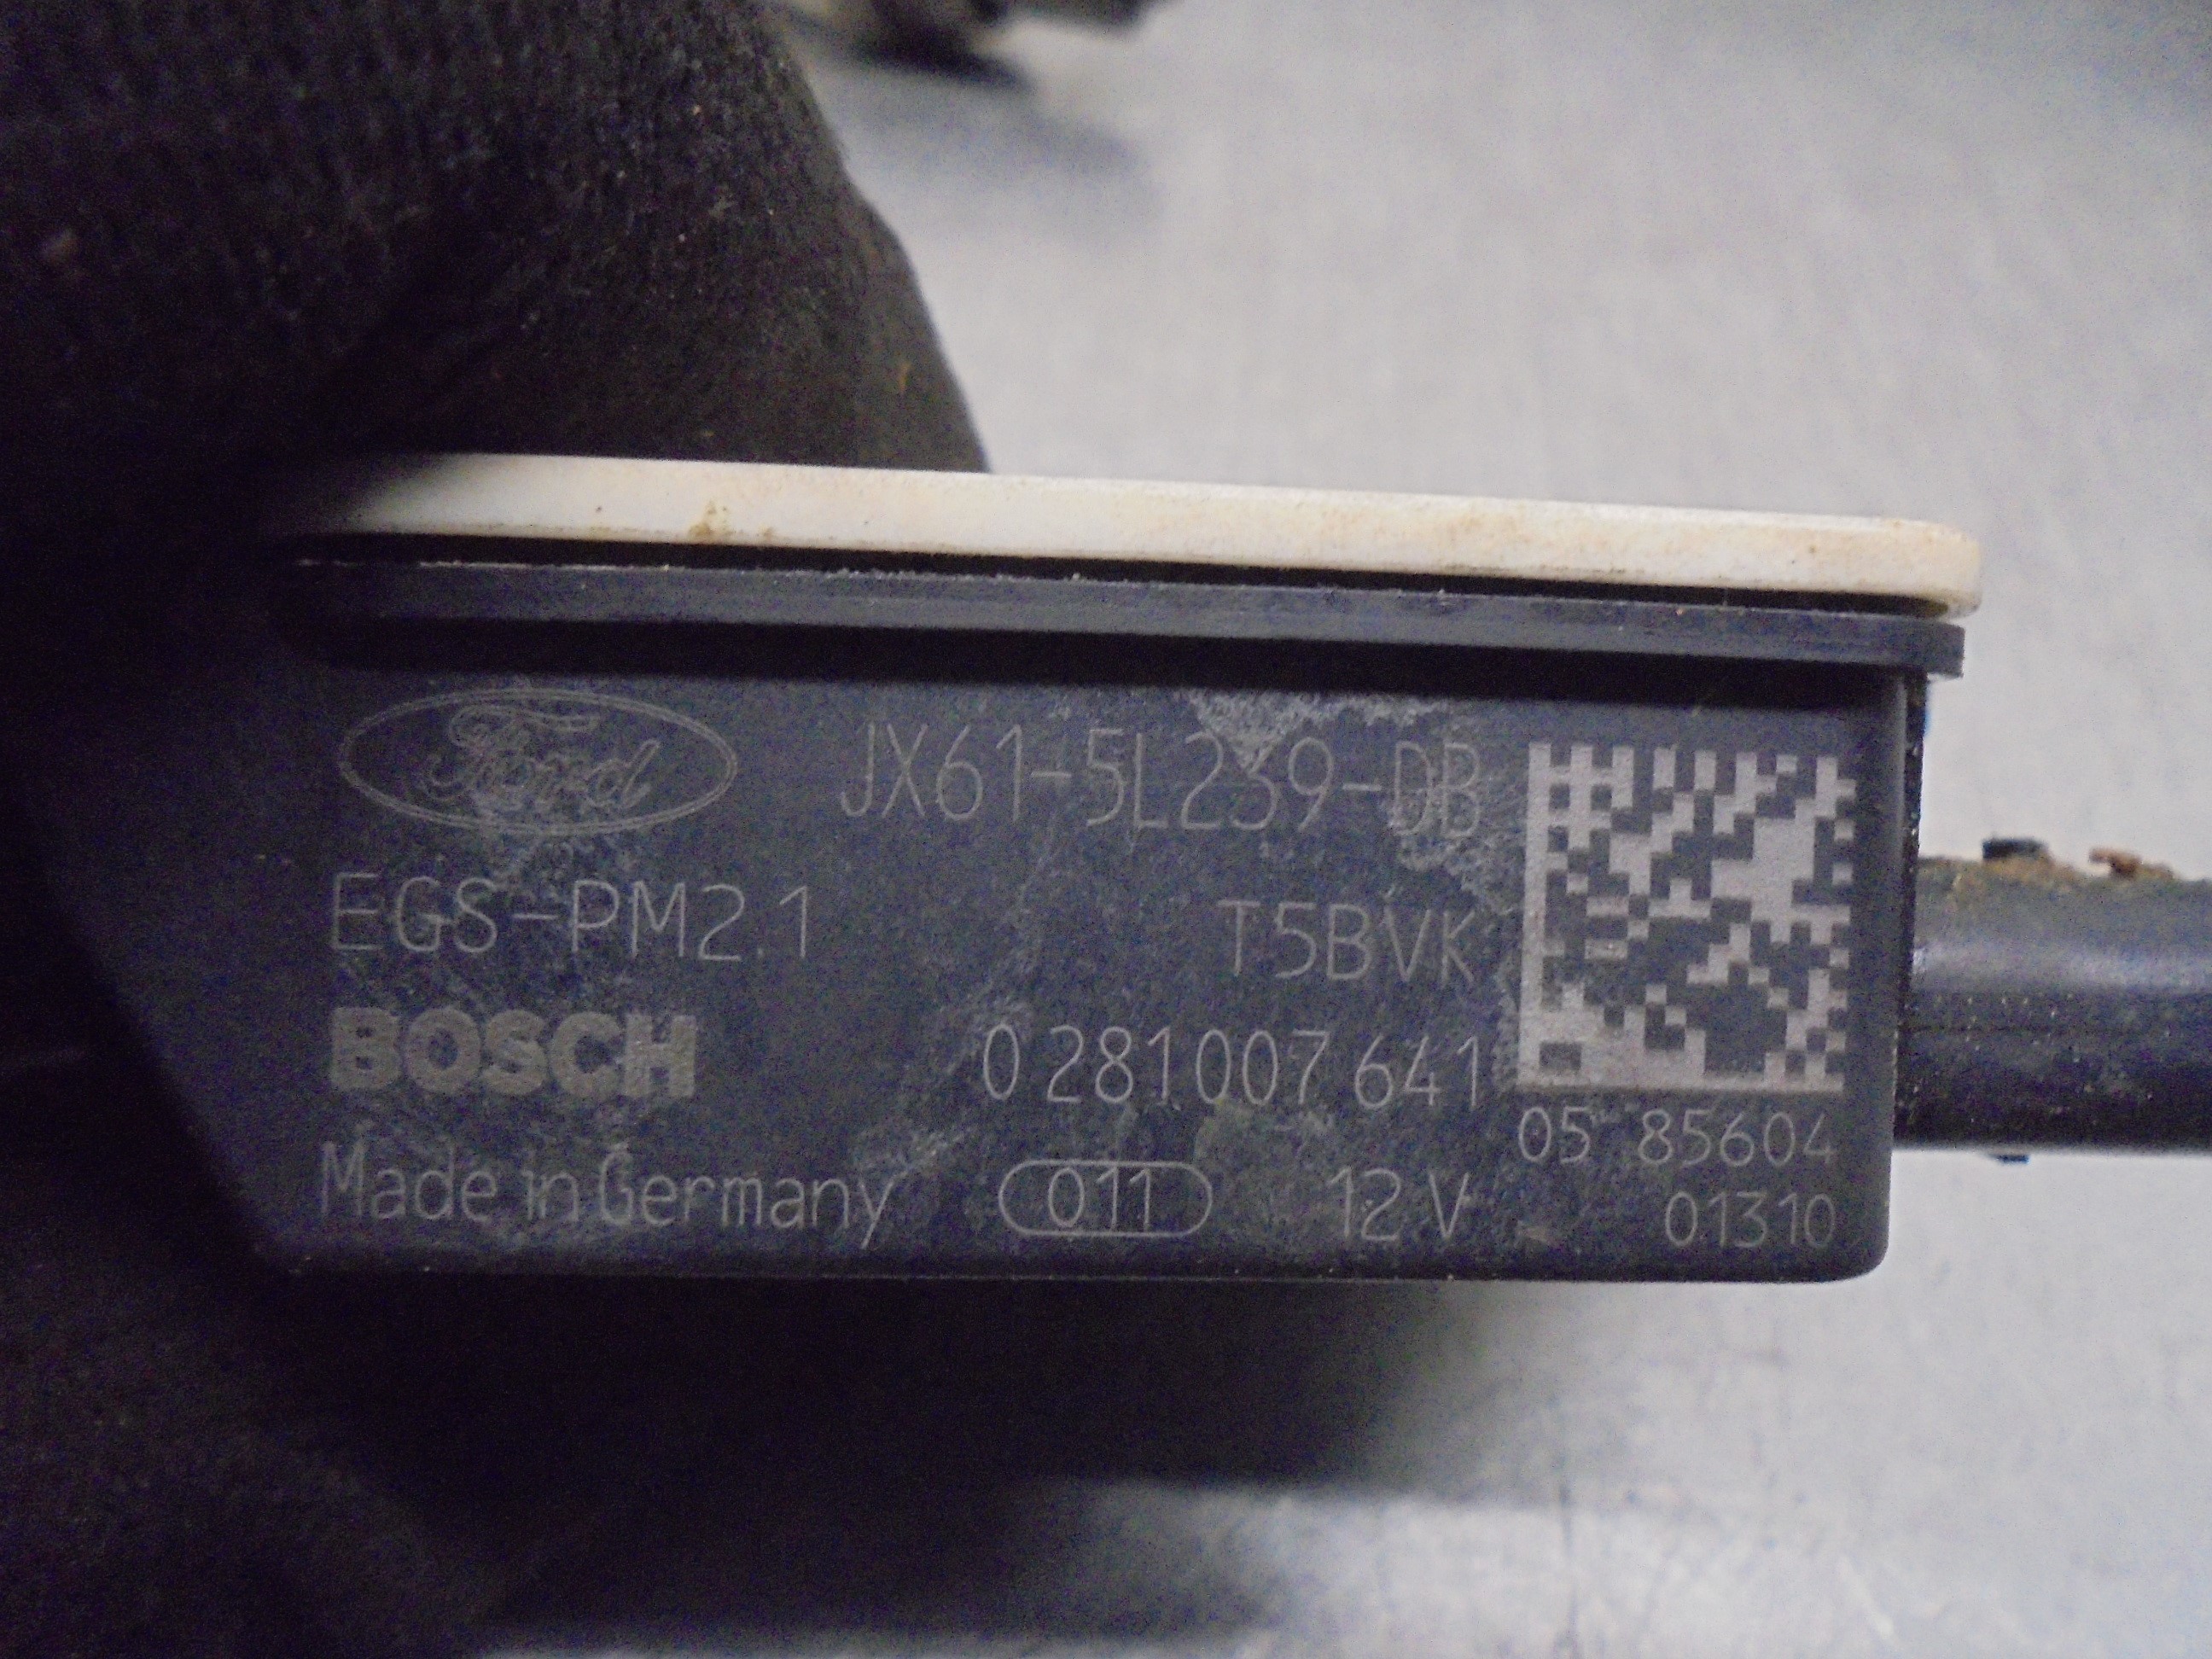 Ford JX61-5L239-DB
EGS-PM2.1 T5BVK
BOSCH 0 281 007 641
05 85604
Made in Germany 011 12 V 01310